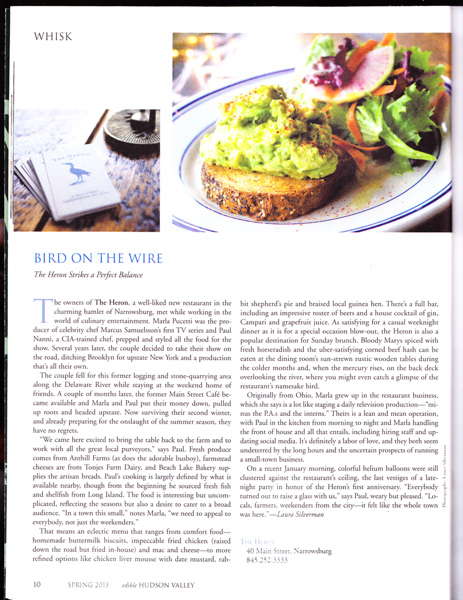 WHISK
THE HERON
BIRD ON THE WIRE
The Heron Strikes a Perfect Balance
The owners of The Heron, a well-liked new restaurant in the
charming hamlet of Narrowsburg, met while working in the
world of culinary entertainment. Marla Puccetti was the pro-
ducer of celebrity chef Marcus Samuelsson's first TV series and Paul
Nanni, a CIA-trained chef, prepped and styled all the food for the
show. Several years later, the couple decided to take their show on
the road, ditching Brooklyn for upstate New York and a production
that's all their own.
The couple fell for this former logging and stone-quarrying area
along the Delaware River while staying at the weekend home of
friends. A couple of months later, the former Main Street Café be-
came available and Marla and Paul put their money down, pulled
up roots and headed upstate. Now surviving their second winter,
and already preparing for the onslaught of the summer season, they
have no regrets.
"We came here excited to bring the table back to the farm and to
work with all the great local purveyors," says Paul. Fresh produce
comes from Anthill Farms (as does the adorable busboy), farmstead
cheeses are from Tonjes Farm Dairy, and Beach Lake Bakery sup-
plies the artisan breads. Paul's cooking is largely defined by what is
available nearby, though from the beginning he sourced fresh fish
and shellfish from Long Island. The food is interesting but uncom-
plicated, reflecting the seasons but also a desire to cater to a broad
audience. "In a town this small," notes Marla, "we need to appeal to
everybody, not just the weekenders."
That means an eclectic menu that ranges from comfort food—
homemade buttermilk biscuits, impeccable fried chicken (raised
down the road but fried in-house) and mac and cheese—to more
refined options like chicken liver mousse with date mustard, rab-
bit shepherd's pie and braised local guinea hen. There's a full bar,
including an impressive roster of beers and a house cocktail of gin,
Campari and grapefruit juice. As satisfying for a casual weeknight
dinner as it is for a special occasion blow-out, the Heron is also a
popular destination for Sunday brunch. Bloody Marys spiced with
fresh horseradish and the uber-satisfying corned beef hash can be
eaten at the dining room's sun-strewn rustic wooden tables during
the colder months and, when the mercury rises, on the back deck
overlooking the river, where you might even catch a glimpse of the
restaurant's namesake bird.
Originally from Ohio, Marla grew up in the restaurant business,
which she says is a lot like staging a daily television production—"mi-
nus the P.A.s and the interns." Theirs is a lean and mean operation,
with Paul in the kitchen from morning to night and Marla handling
the front of house and all that entails, including hiring staff and up-
dating social media. It's definitely a labor of love, and they both seem
undeterred by the long hours and the uncertain prospects of running
a small-town business.
On a recent January morning, colorful helium balloons were still
clustered against the restaurant's ceiling, the last vestiges of a late-
night party in honor of the Heron's first anniversary. "Everybody
turned out to raise a glass with us," says Paul, weary but pleased. "Lo-
cals, farmers, weekenders from the city—it felt like the whole town
was here."—Laura Silverman
THE HERON
40 Main Street, Narrowsburg
845.252.3333
10 SPRING 2013 edible HUDSON VALLEY